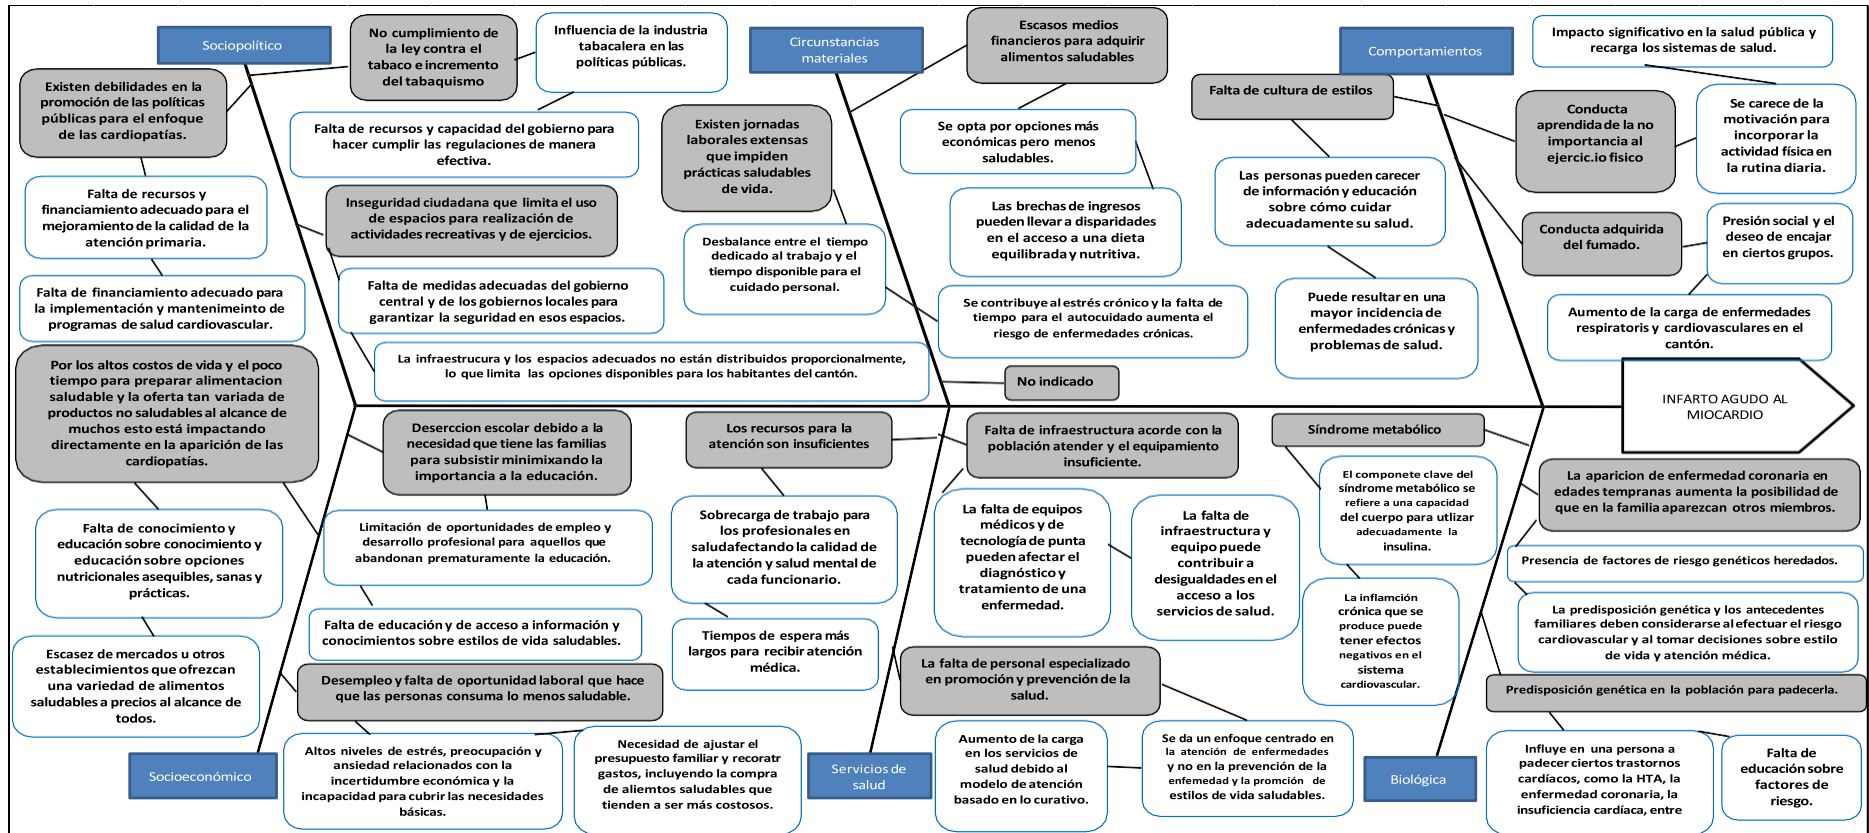 Sociopolítico
No cumplimiento de
la ley contra el
tabaco e incremento
del tabaquismo
Influencia de la industria
tabacalera en las
políticas públicas.
Existen debilidades en la
promoción de las políticas
públicas para el enfoque
de las cardiopatías.
Falta de recursos y capacidad del gobierno para
hacer cumplir las regulaciones de manera
efectiva.
Falta de recursos y
financiamiento adecuado para el
mejoramiento de la calidad de la
atención primaria.
Inseguridad ciudadana que limita el uso
de espacios para realización de
actividades recreativas y de ejercicios.
Falta de financiamiento adecuado para
la implementación y mantenimeinto de
programas de salud cardiovascular.
Falta de medidas adecuadas del gobierno
central y de los gobiernos locales para
garantizar la seguridad en esos espacios.
La infraestrucura y los espacios adecuados no están distribuidos proporcionalmente,
lo que limita las opciones disponibles para los habitantes del cantón.
Circunstancias
materiales
Escasos medios
financieros para adquirir
alimentos saludables
Existen jornadas
laborales extensas
que impiden
prácticas saludables
de vida.
Se opta por opciones más
económicas pero menos
saludables.
Las brechas de ingresos
pueden llevar a disparidades
en el acceso a una dieta
equilibrada y nutritiva.
Desbalance entre el tiempo
dedicado al trabajo y el
tiempo disponible para el
cuidado personal.
Se contribuye al estrés crónico y la falta de
tiempo para el autocuidado aumenta el
riesgo de enfermedades crónicas.
No indicado
Comportamientos
Impacto significativo en la salud pública y
recarga los sistemas de salud.
Falta de cultura de estilos
Conducta
aprendida de la no
importancia al
ejercic.io fisico
Se carece de la
motivación para
incorporar la
actividad física en
la rutina diaria.
Las personas pueden carecer
de información y educación
sobre cómo cuidar
adecuadamente su salud.
Conducta adquirida
del fumado.
Presión social y el
deseo de encajar
en ciertos grupos.
Puede resultar en una
mayor incidencia de
enfermedades crónicas y
problemas de salud.
Aumento de la carga de enfermedades
respiratoris y cardiovasculares en el
cantón.
INFARTO AGUDO AL
MIOCARDIO
Por los altos costos de vida y el poco
tiempo para preparar alimentacion
saludable y la oferta tan variada de
productos no saludables al alcance de
muchos esto está impactando
directamente en la aparición de las
cardiopatías.
Deserccion escolar debido a la
necesidad que tiene las familias
para subsistir minimixando la
importancia a la educación.
Falta de conocimiento y
educación sobre conocimiento y
educación sobre opciones
nutricionales asequibles, sanas y
prácticas.
Limitación de oportunidades de empleo y
desarrollo profesional para aquellos que
abandonan prematuramente la educación.
Falta de educación y de acceso a información y
conocimientos sobre estilos de vida saludables.
Escasez de mercados u otros
establecimientos que ofrezcan
una variedad de alimentos
saludables a precios al alcance de
todos.
Desempleo y falta de oportunidad laboral que hace
que las personas consuma lo menos saludable.
Altos niveles de estrés, preocupación y
ansiedad relacionados con la
incertidumbre económica y la
incapacidad para cubrir las necesidades
básicas.
Necesidad de ajustar el
presupuesto familiar y recoratr
gastos, incluyendo la compra
de aliemtos saludables que
tienden a ser más costosos.
Socioeconómico
Los recursos para la
atención son insuficientes
Falta de infraestructura acorde con la
población atender y el equipamiento
insuficiente.
Sobrecarga de trabajo para
los profesionales en
saludafectando la calidad de
la atención y salud mental de
cada funcionario.
La falta de equipos
médicos y de
tecnología de punta
pueden afectar el
diagnóstico y
tratamiento de una
enfermedad.
La falta de
infraestructura y
equipo puede
contribuir a
desigualdades en el
acceso a los
servicios de salud.
Tiempos de espera más
largos para recibir atención
médica.
La falta de personal especializado
en promoción y prevención de la
salud.
Aumento de la carga
en los servicios de
salud debido al
modelo de atención
basado en lo curativo.
Se da un enfoque centrado en
la atención de enfermedades
y no en la prevención de la
enfemedad y la promción de
estilos de vida saludables.
Servicios de
salud
Síndrome metabólico
El componete clave del
síndrome metabólico se
refiere a una capacidad
del cuerpo para utlizar
adecuadamente la
insulina.
La aparicion de enfermedad coronaria en
edades tempranas aumenta la posibilidad de
que en la familia aparezcan otros miembros.
Presencia de factores de riesgo genéticos heredados.
La inflamción
crónica que se
produce puede
tener efectos
negativos en el
sistema
cardiovascular.
La predisposición genética y los antecedentes
familiares deben considerarse al efectuar el riesgo
cardiovascular y al tomar decisiones sobre estilo
de vida y atención médica.
Predisposición genética en la población para padecerla.
Influye en una persona a
padecer ciertos trastornos
cardíacos, como la HTA, la
enfermedad coronaria, la
insuficiencia cardíaca, entre
Falta de
educación sobre
factores de
riesgo.
Biológica